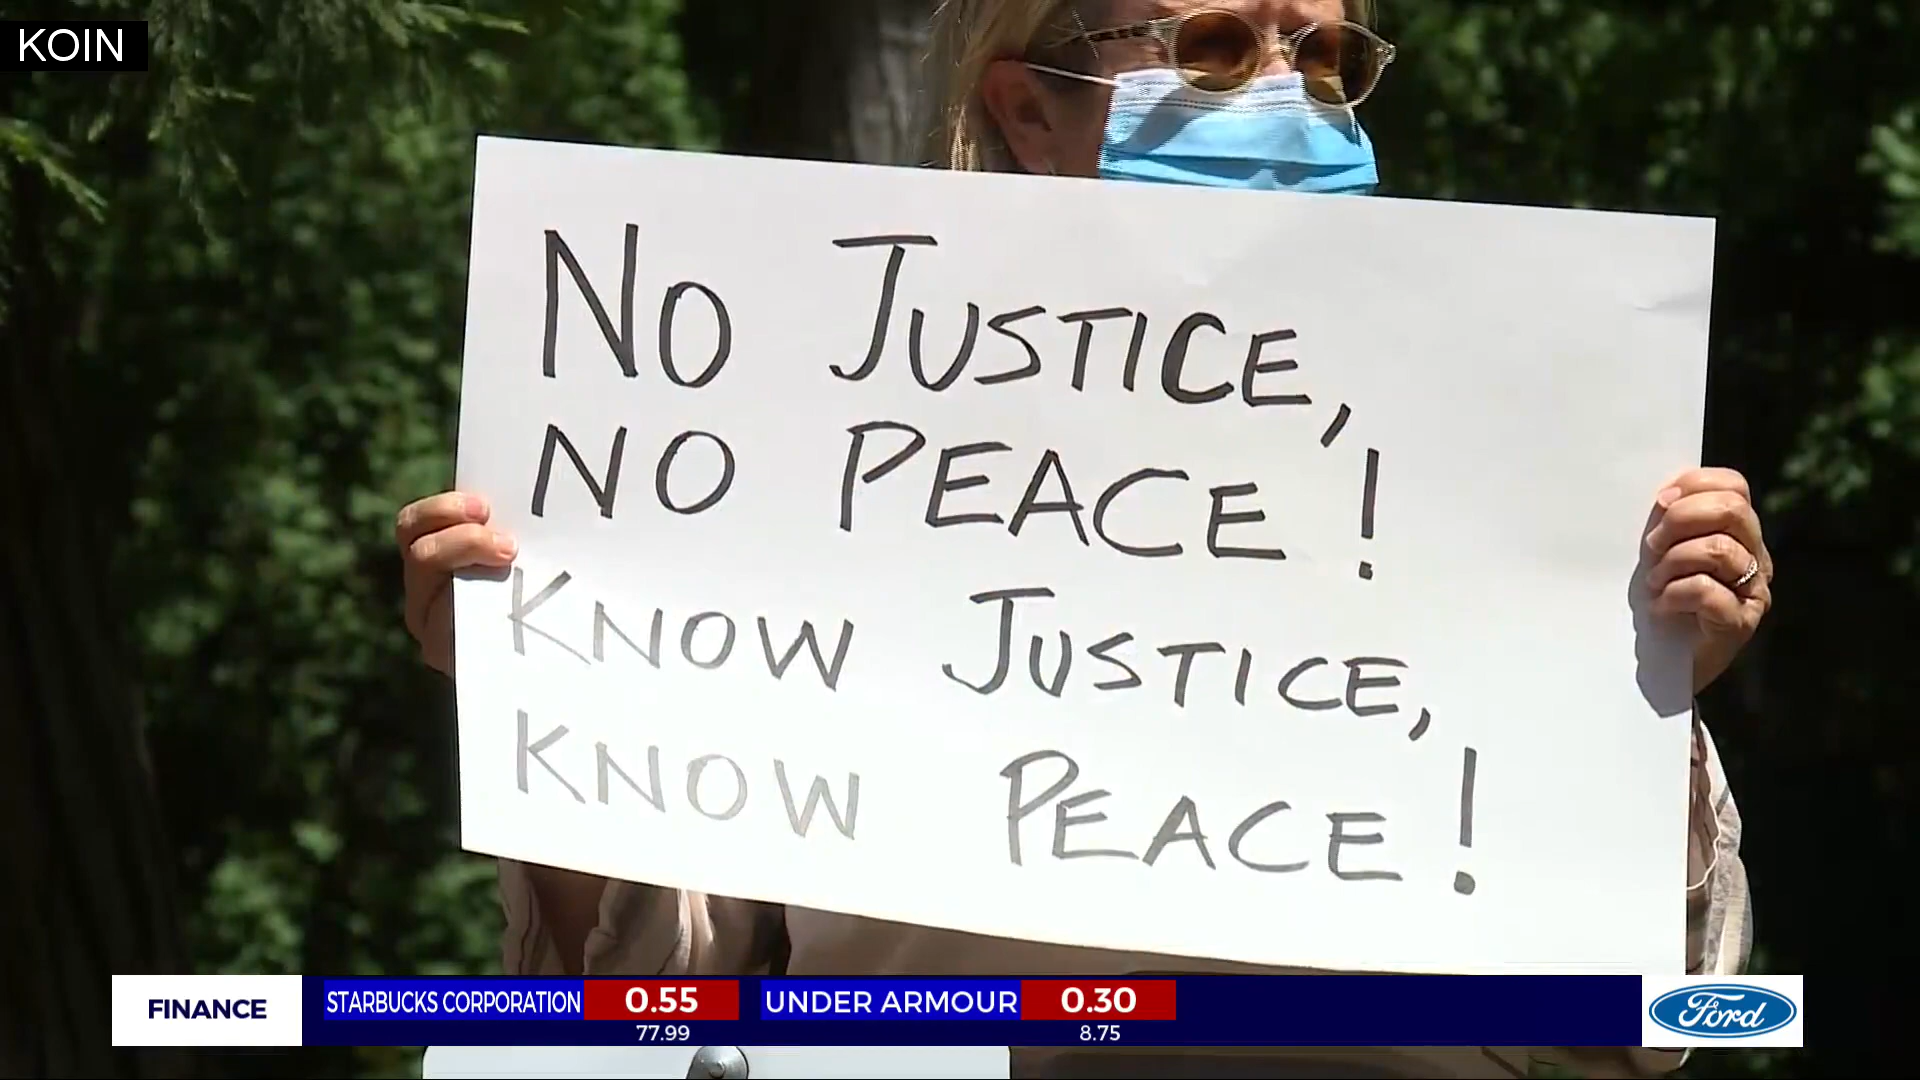 KOIN
NO JUSTICE,
NO PEACE!
KNOW JUSTICE,
KNOW PEACE!
FINANCE
STARBUCKS CORPORATION 0.55
77.99
UNDER ARMOUR 0.30
8.75
Ford